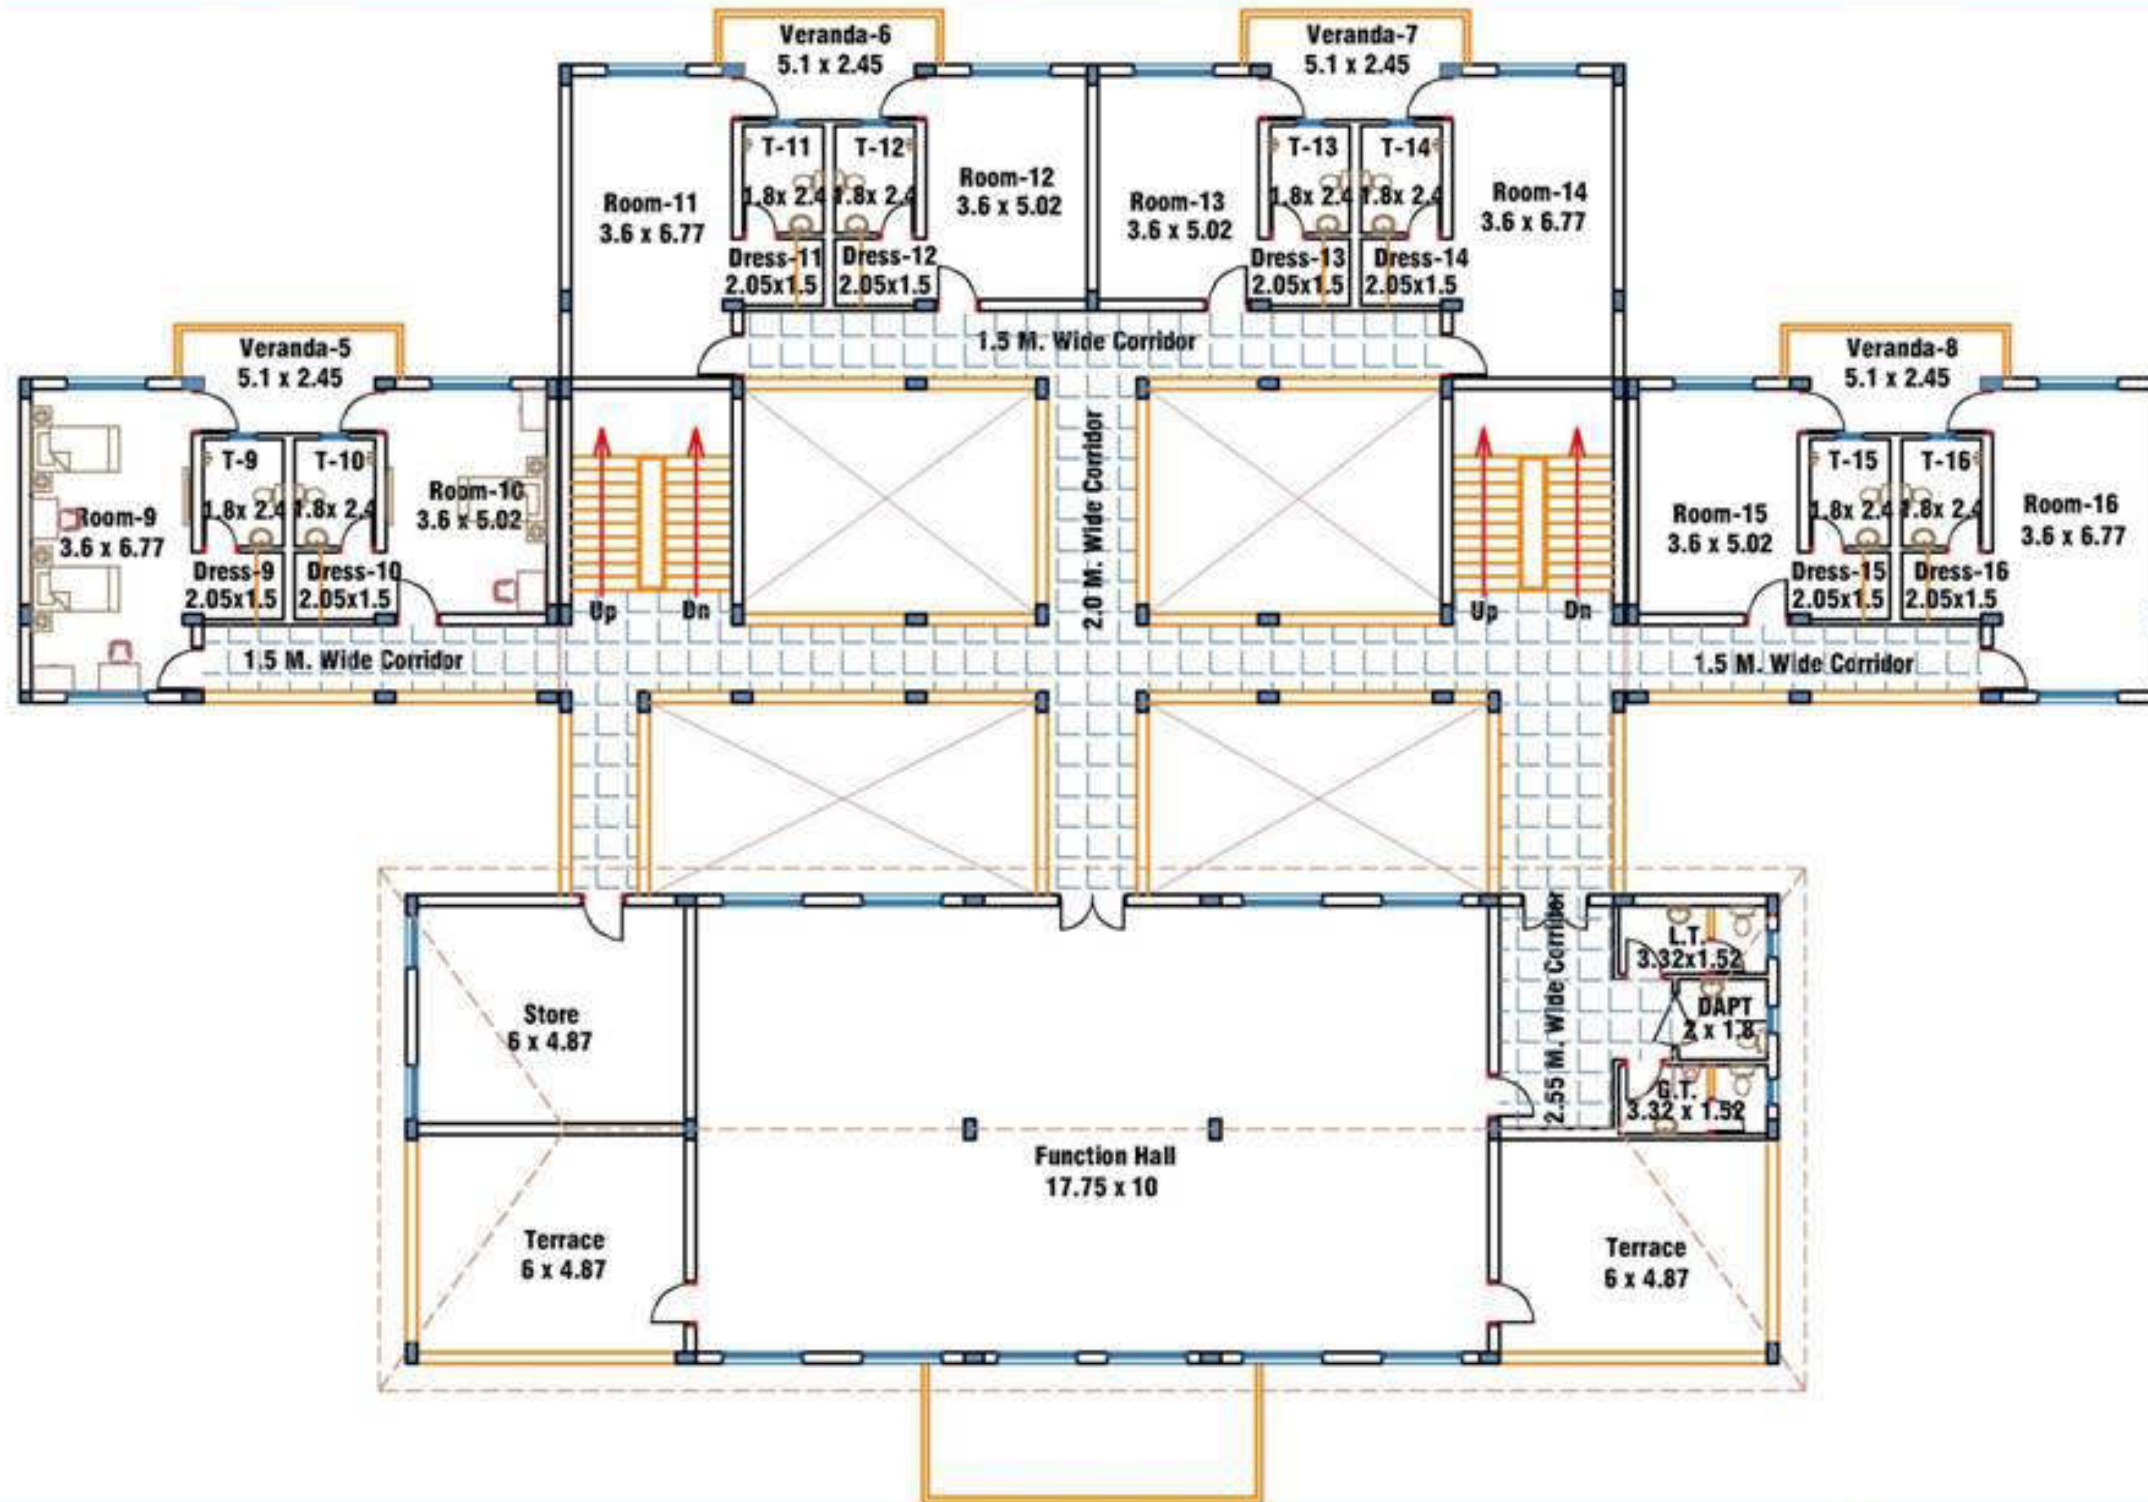 Veranda-6
5.1 x 2.45
Veranda-7
5.1 x 2.45
T-11
1.8x 2.4
T-12
1.8x 2.4
T-13
1.8x 2.4
T-14
1.8x 2.4
Room-11
3.6 x 6.77
Room-12
3.6 x 5.02
Room-13
3.6 x 5.02
Room-14
3.6 x 6.77
Dress-11
2.05x1.5
Dress-12
2.05x1.5
Dress-13
2.05x1.5
Dress-14
2.05x1.5
1.5 M. Wide Corridor
Veranda-5
5.1 x 2.45
Veranda-8
5.1 x 2.45
T-9
1.8x 2.4
T-10
1.8x 2.4
Room-9
3.6 x 6.77
Room-10
3.6 x 5.02
Dress-9
2.05x1.5
Dress-10
2.05x1.5
Up
Dn
2.0 M. Wide Corridor
Up
Dn
T-15
1.8x 2.4
T-16
1.8x 2.4
Room-15
3.6 x 5.02
Room-16
3.6 x 6.77
Dress-15
2.05x1.5
Dress-16
2.05x1.5
1.5 M. Wide Corridor
1.5 M. Wide Corridor
2.55 M. Wide Corridor
L.T.
3.32x1.52
DAPT
2 x 1.8
G.T.
3.32 x 1.52
Store
6 x 4.87
Function Hall
17.75 x 10
Terrace
6 x 4.87
Terrace
6 x 4.87